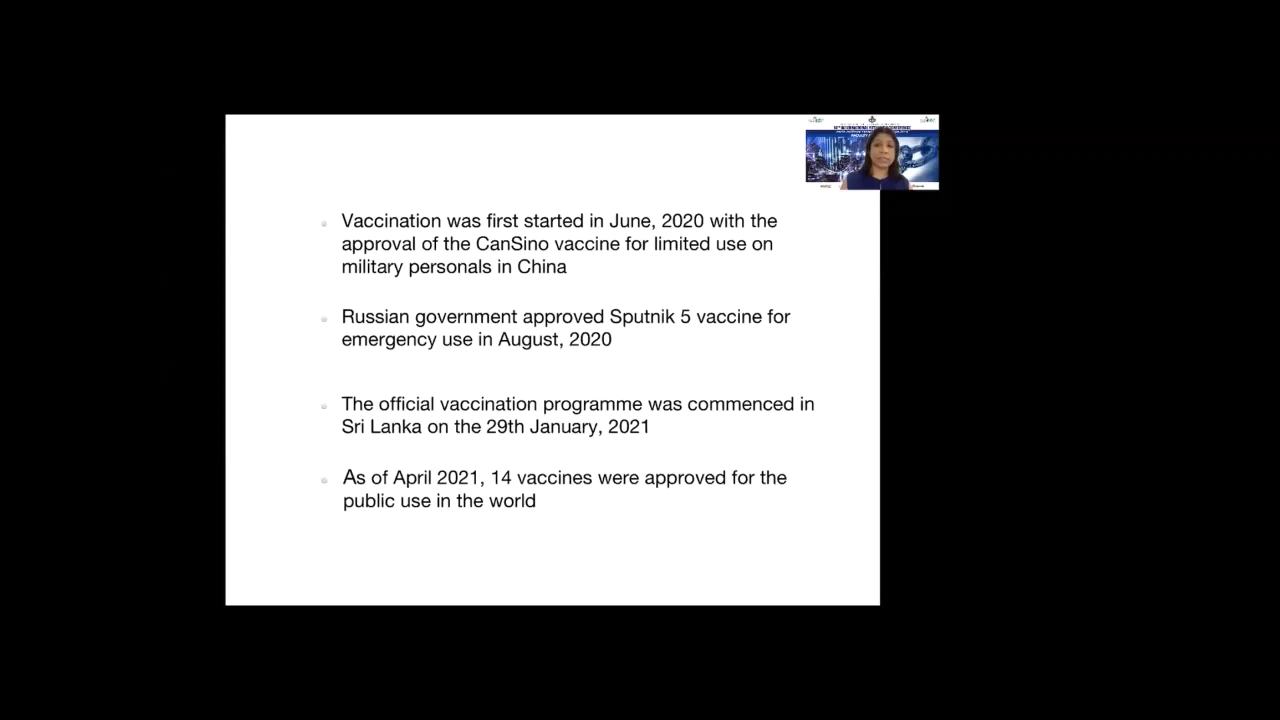 Vaccination was first started in June, 2020 with the
approval of the CanSino vaccine for limited use on
military personals in China
Russian government approved Sputnik 5 vaccine for
emergency use in August, 2020
The official vaccination programme was commenced in
Sri Lanka on the 29th January, 2021
As of April 2021, 14 vaccines were approved for the
public use in the world
INTERNATIONAL RESEARCH CONFERENCE